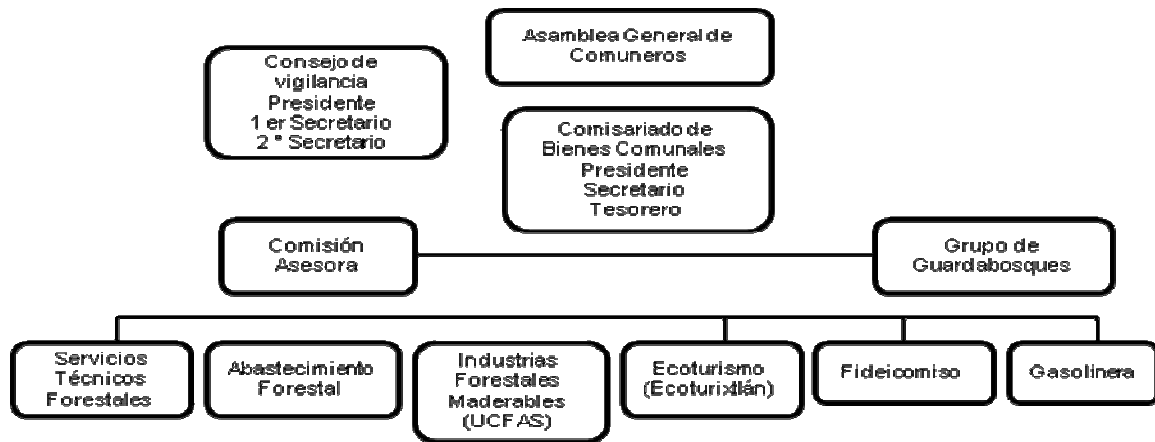 Asamblea General de
Comuneros
Consejo de
vigilancia
Presidente
1 er Secretario
2 ° Secretario
Comisariado de
Bienes Comunales
Presidente
Secretario
Tesorero
Comisión
Asesora
Grupo de
Guardabosques
Servicios
Técnicos
Forestales
Abastecimiento
Forestal
Industrias
Forestales
Maderables
(UCFAS)
Ecoturismo
(Ecoturixtlán)
Fideicomiso
Gasolinera